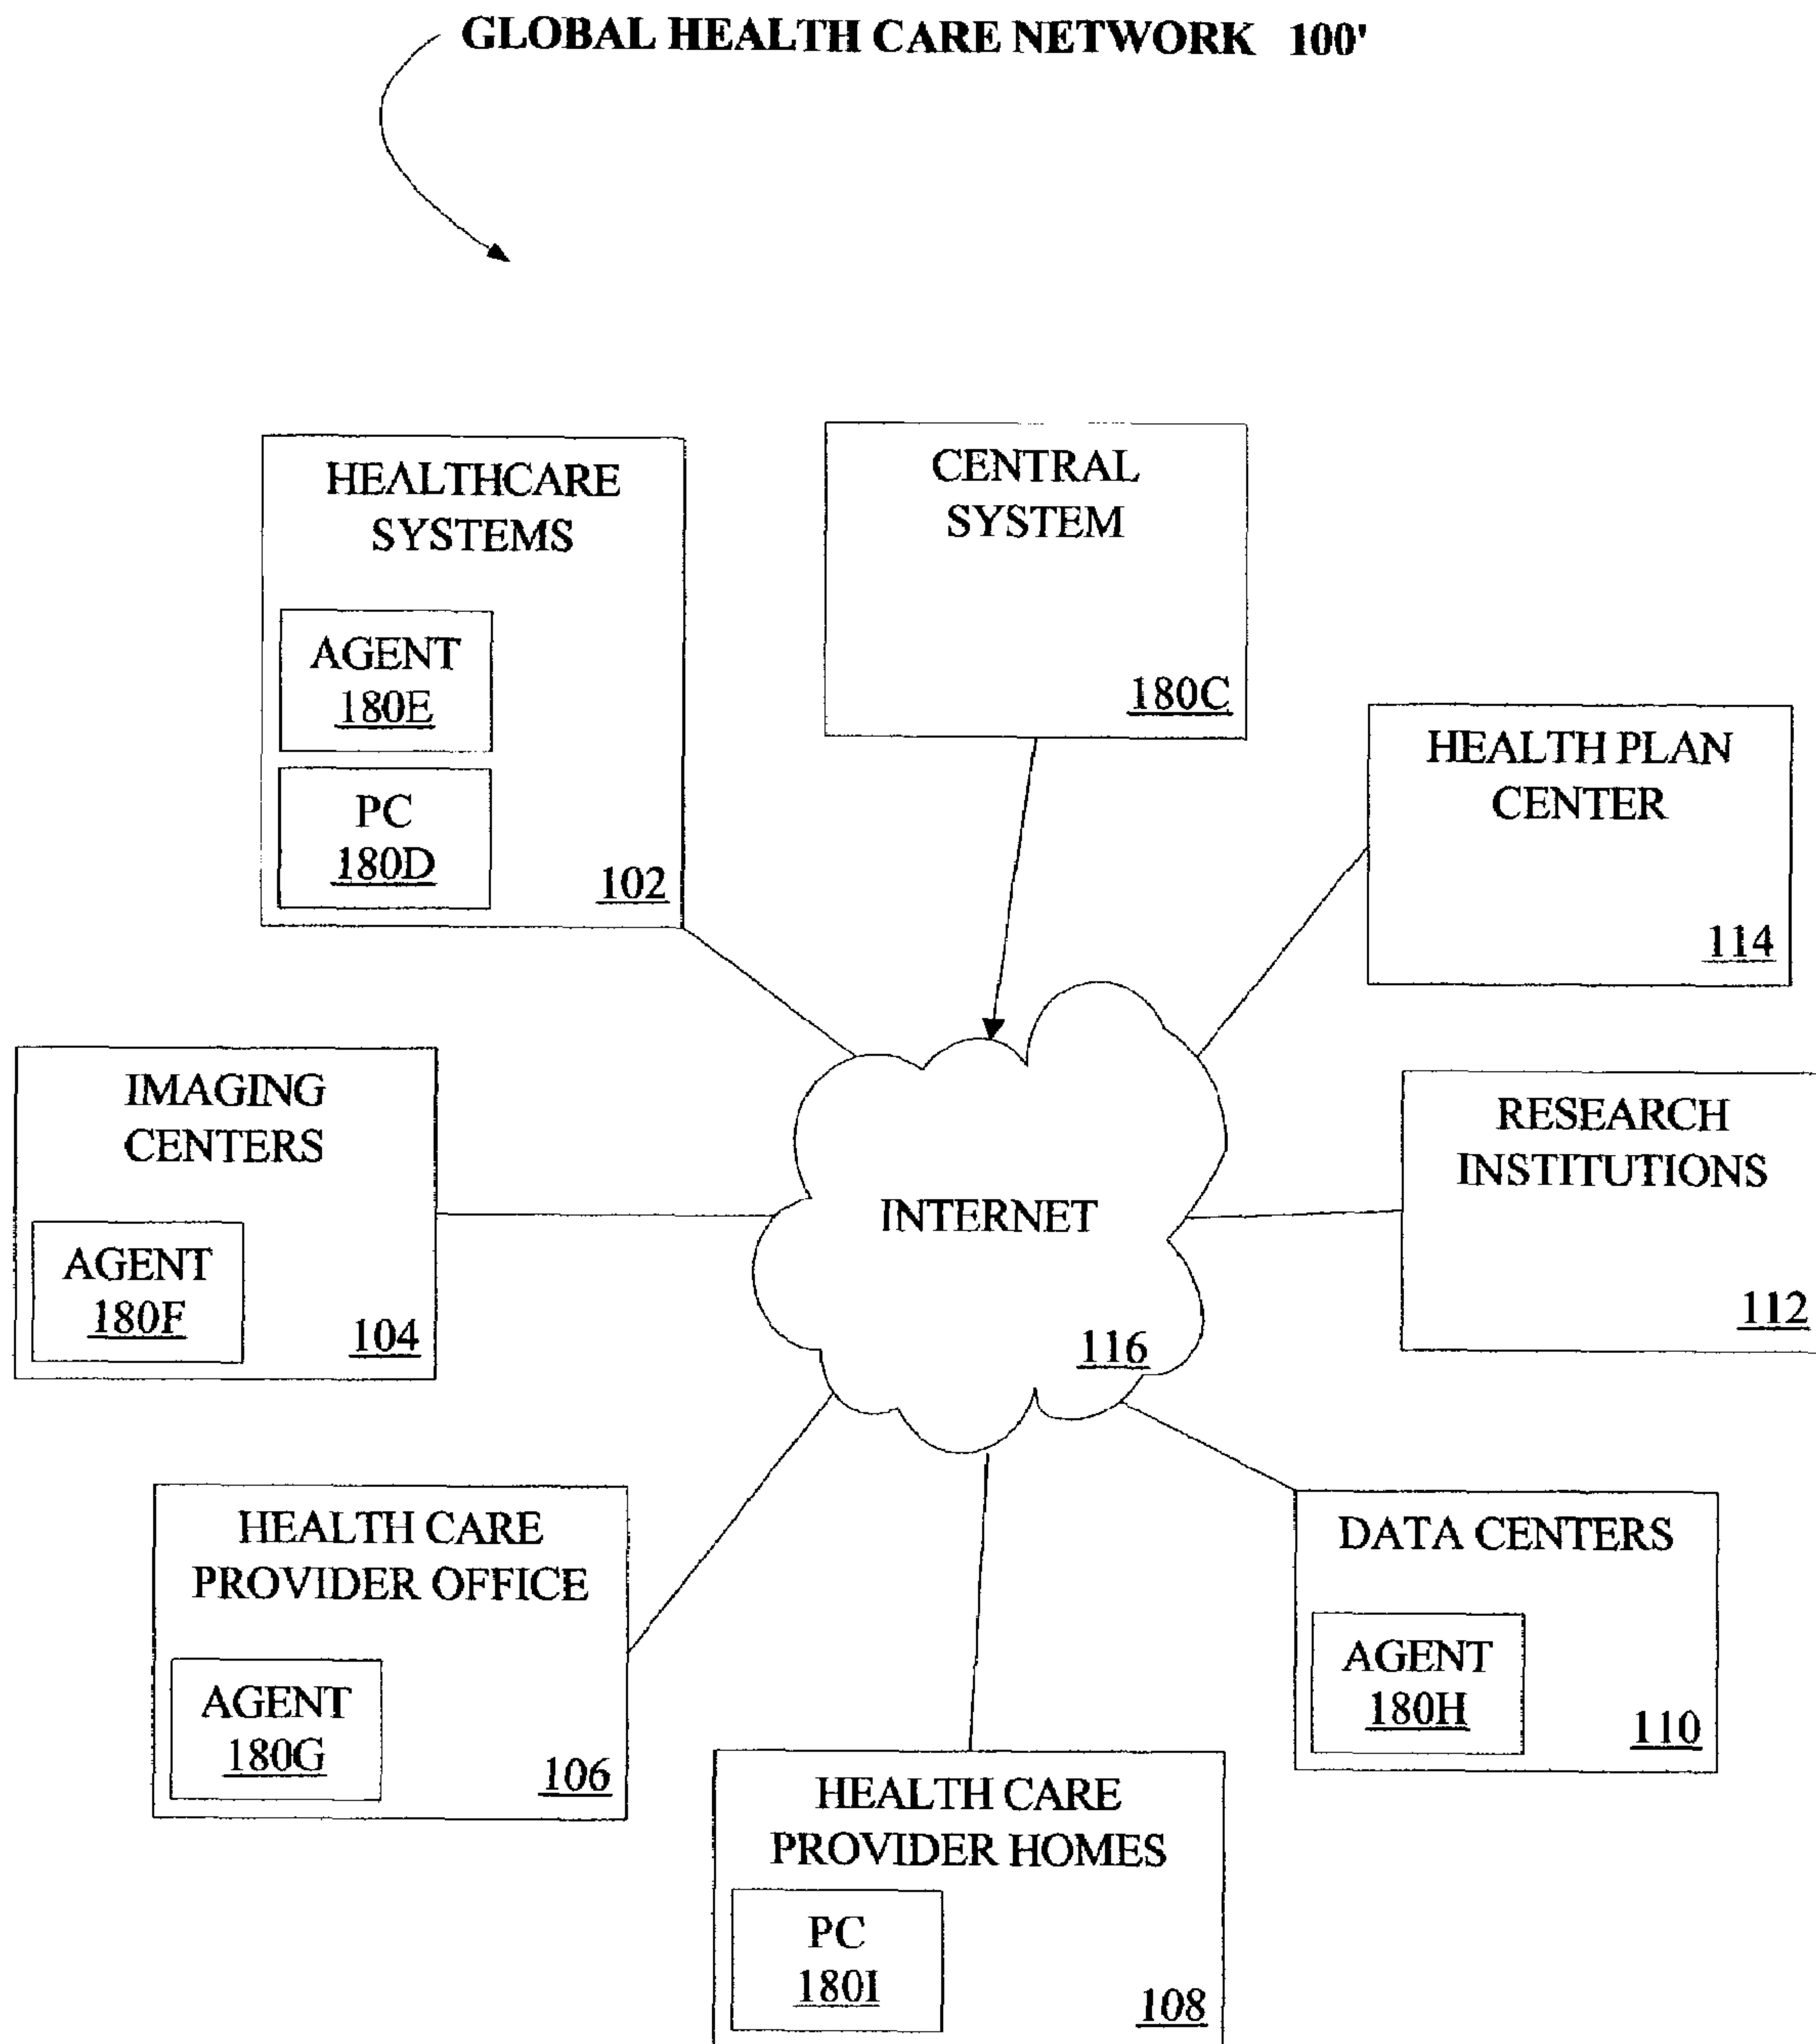 GLOBAL HEALTH CARE NETWORK 100'
HEALTHCARE
SYSTEMS
AGENT
180E
PC
180D
102
CENTRAL
SYSTEM
180C
HEALTH PLAN
CENTER
114
IMAGING
CENTERS
AGENT
180F
104
INTERNET
116
RESEARCH
INSTITUTIONS
112
HEALTH CARE
PROVIDER OFFICE
AGENT
180G
106
HEALTH CARE
PROVIDER HOMES
PC
180I
108
DATA CENTERS
AGENT
180H
110